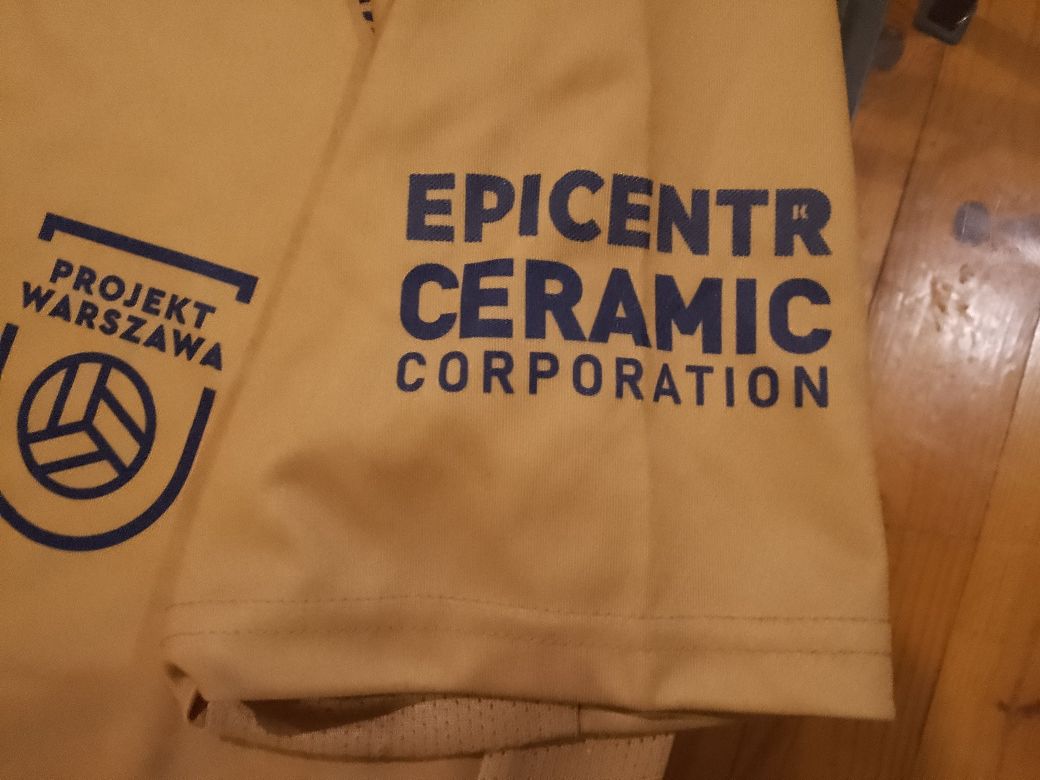 EPICENTR
CERAMIC
CORPORATION
PROJEKT
WARSZAWA